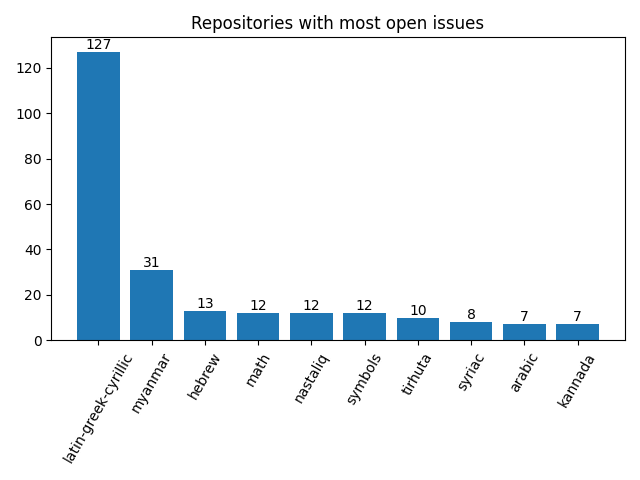 Repositories with most open issues
127
120
100
80
60
40
20
0
31
13
12
12
12
10
8
7
7
latin-greek-cyrillic
myanmar
hebrew
math
nastaliq
symbols
tirhuta
syriac
arabic
kannada